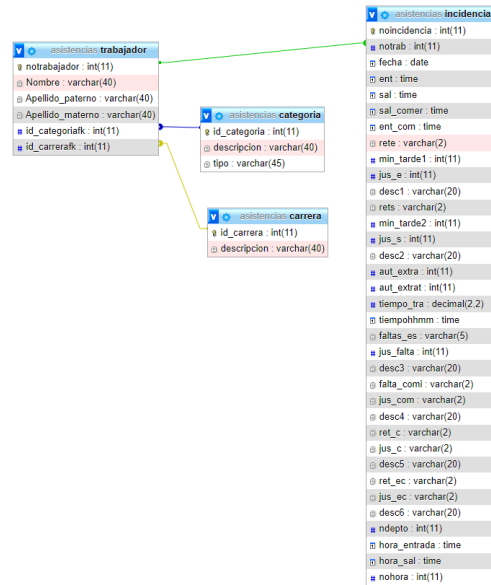 asistencias trabajador
notrabajador : int(11)
Nombre : varchar(40)
Apellido_paterno : varchar(40)
Apellido_materno : varchar(40)
id_categoriafk : int(11)
id_carrerafk : int(11)
asistencias categoria
id_categoria : int(11)
descripcion : varchar(40)
tipo : varchar(45)
asistencias carrera
id_carrera : int(11)
descripcion : varchar(40)
asistencias incidencia
noincidencia : int(11)
notrab : int(11)
fecha : date
ent : time
sal : time
sal_comer : time
ent_com : time
rete : varchar(2)
min_tarde1 : int(11)
jus_e : int(11)
desc1 : varchar(20)
rets : varchar(2)
min_tarde2 : int(11)
jus_s : int(11)
desc2 : varchar(20)
aut_extra : int(11)
aut_extrat : int(11)
tiempo_tra : decimal(2,2)
tiempohhmm : time
faltas_es : varchar(5)
jus_falta : int(11)
desc3 : varchar(20)
falta_comi : varchar(2)
jus_com : varchar(2)
desc4 : varchar(20)
ret_c : varchar(2)
jus_c : varchar(2)
desc5 : varchar(20)
ret_ec : varchar(2)
jus_ec : varchar(2)
desc6 : varchar(20)
ndepto : int(11)
hora_entrada : time
hora_sal : time
nohora : int(11)